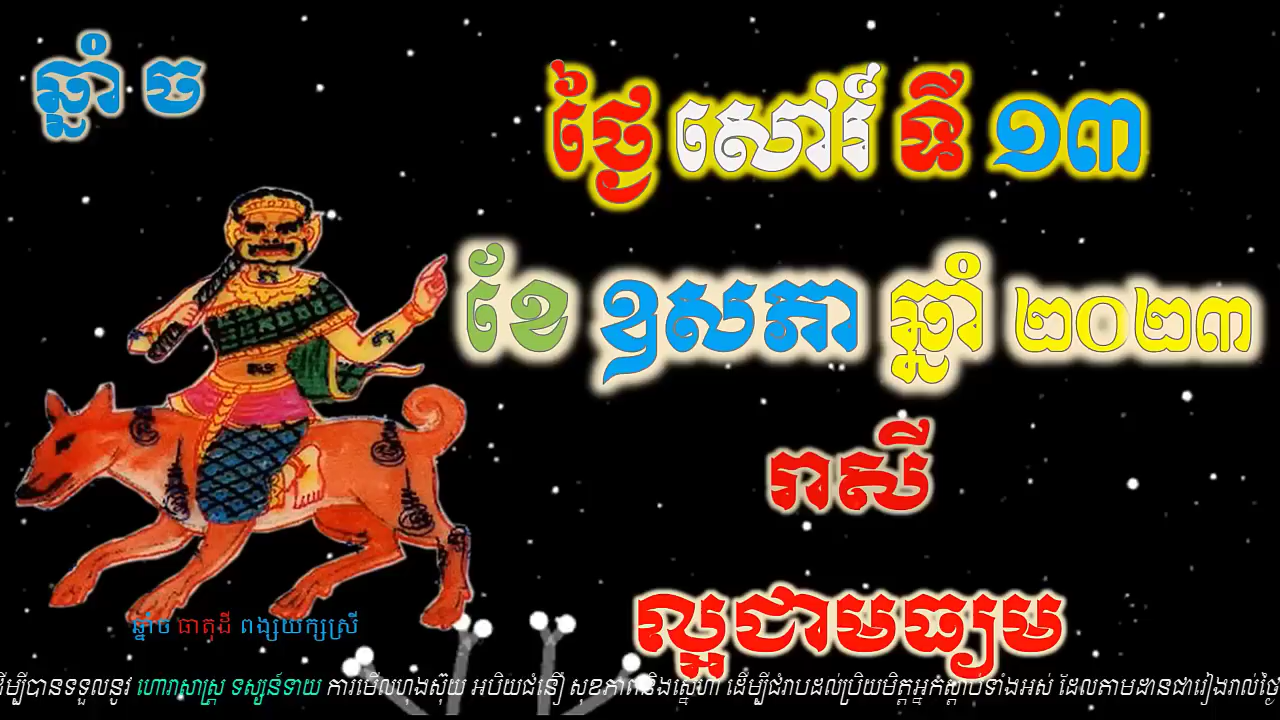 ឆ្នាំ ច
ថ្ងៃ សៅរ៍ ទី ១៣
ខែ ឧសភា ឆ្នាំ ២០២៣
រាសី
ល្អជាមធ្យម
ឆ្នាំច ធាតុដី ពង្សយក្សស្រី
ដើម្បីបានទទួលនូវ ហោរាសាស្ត្រ ទស្សន៍ទាយ ការមើលហុងស៊ុយ អបិយជំនឿ សុខភាពនិងស្នេហា ដើម្បីជំរាបដល់ប្រិយមិត្តអ្នកស្តាប់ទាំងអស់ ដែលតាមដានជារៀងរាល់ថ្ងៃ